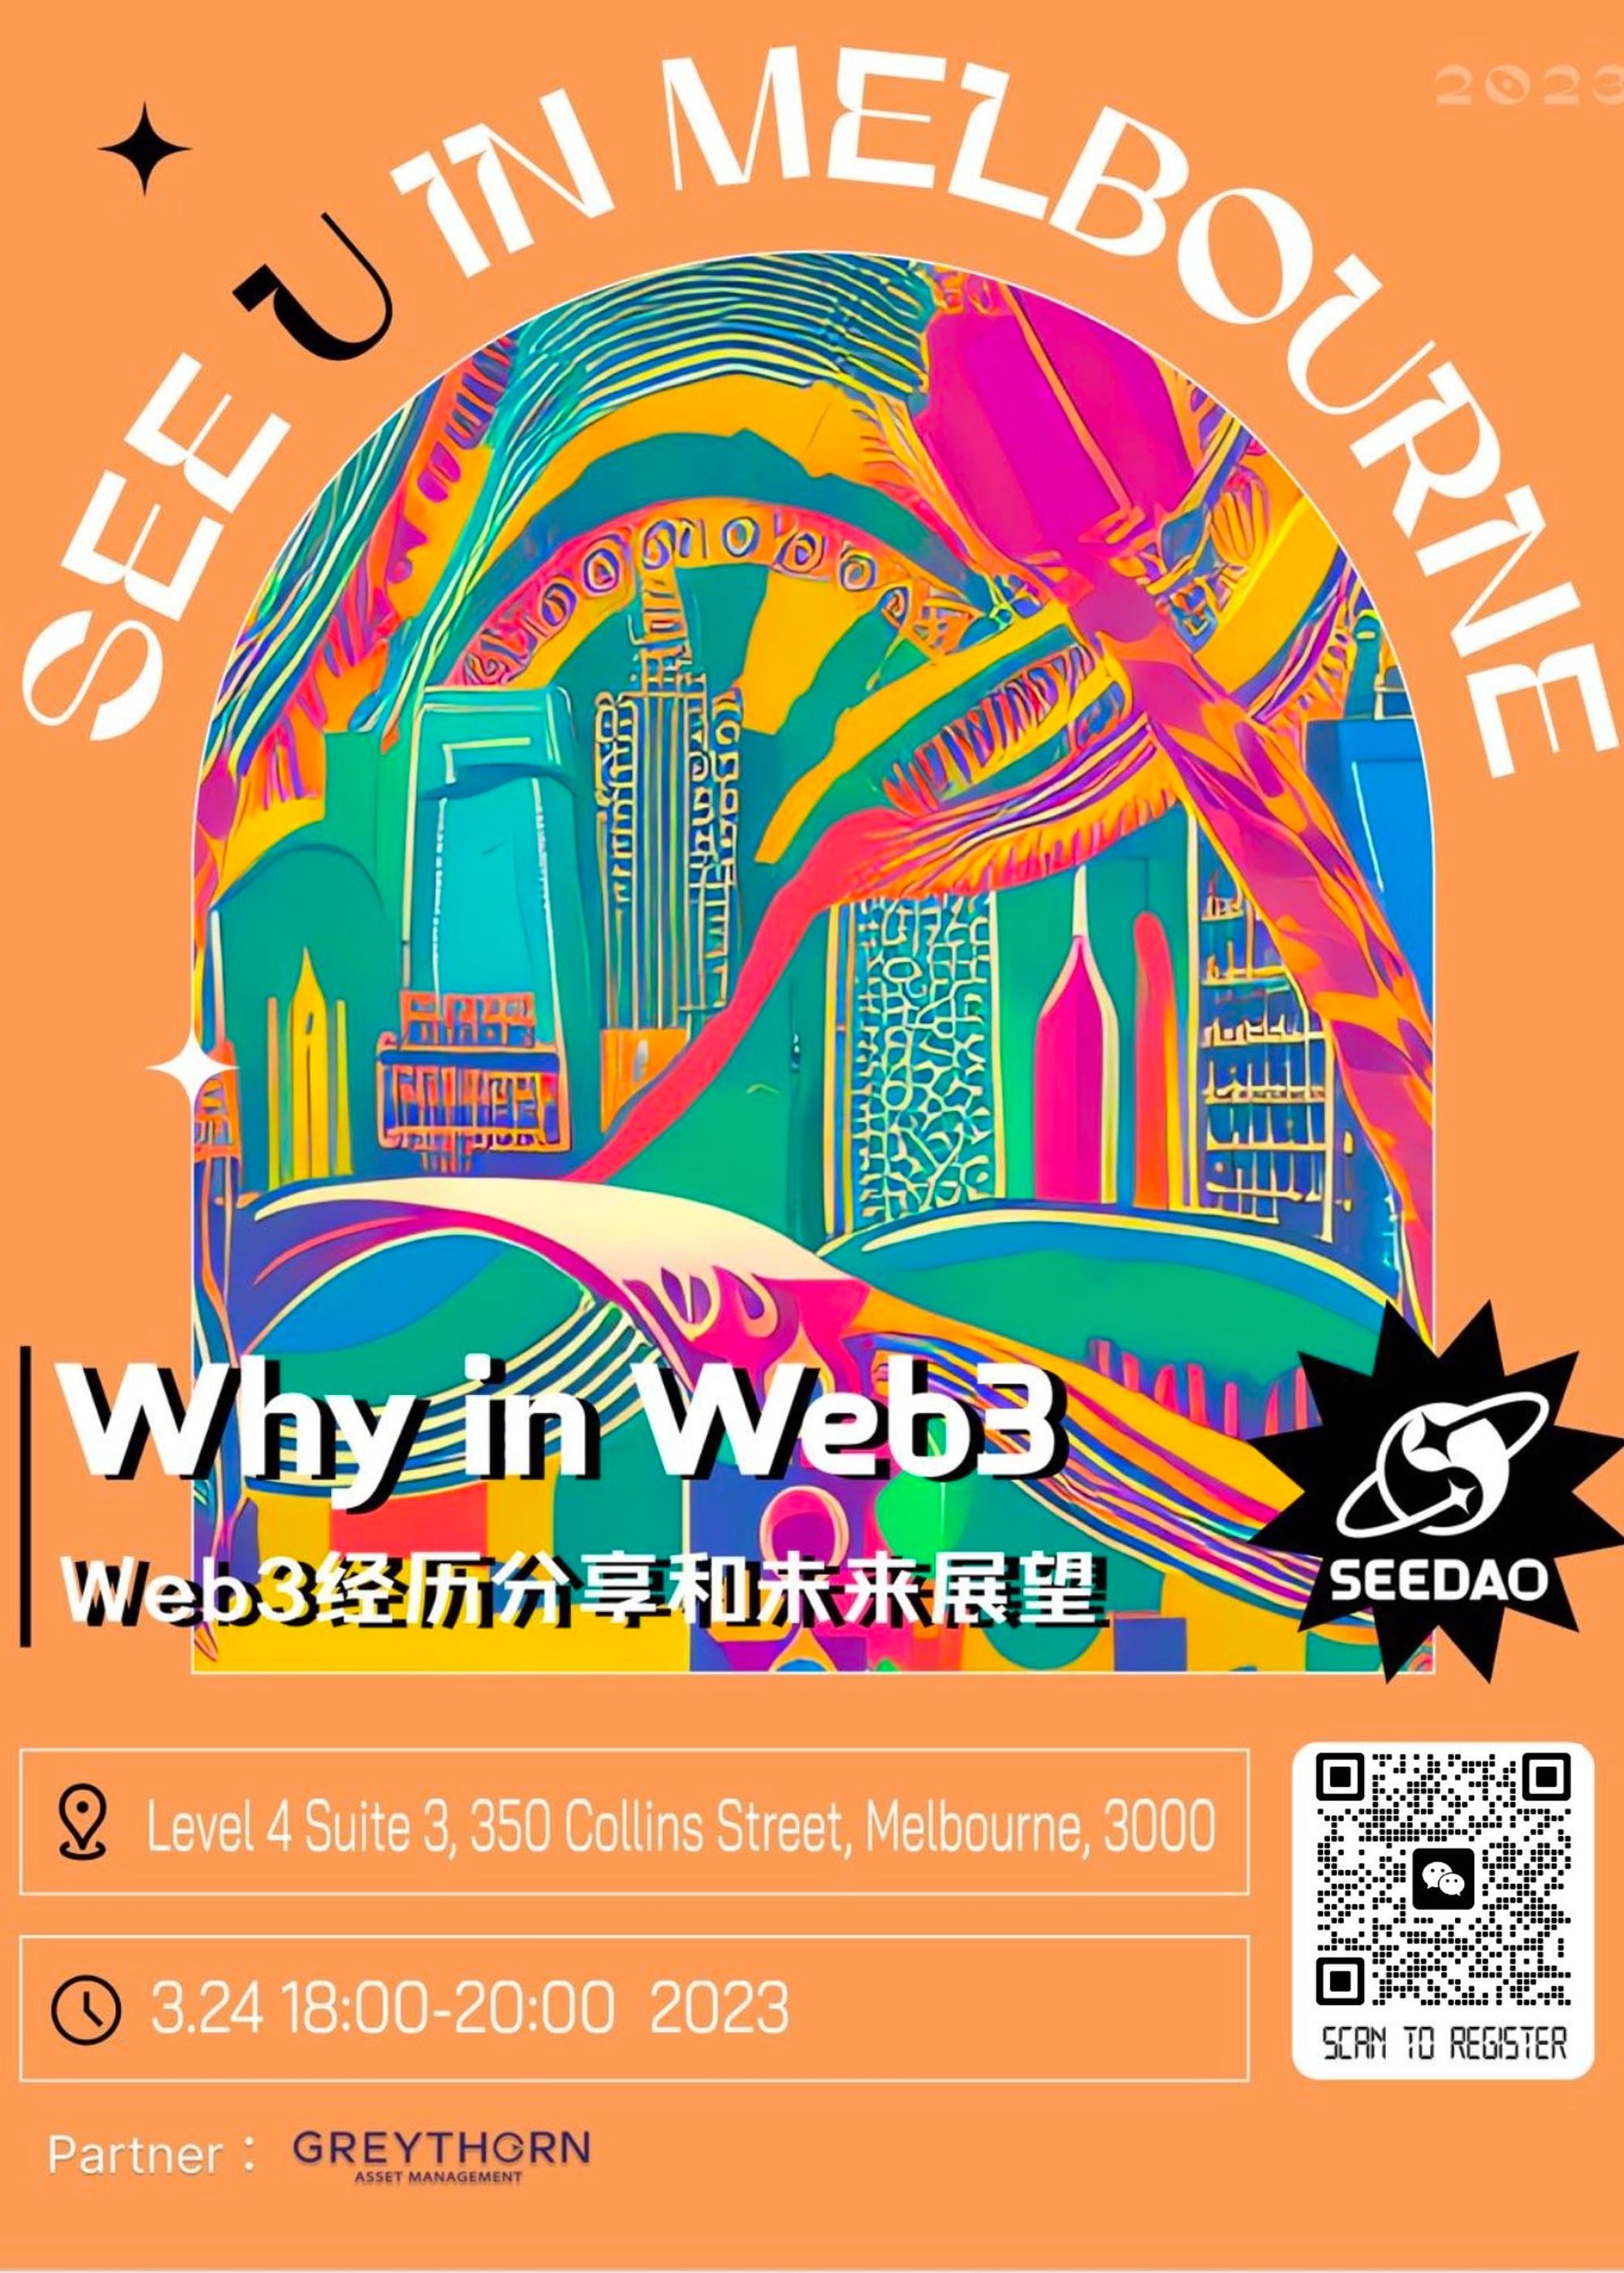 2023
SEE U IN MELBOURNE
Why in Web3
Web3经历分享和未来展望
SEEDAO
Level 4 Suite 3, 350 Collins Street, Melbourne, 3000
3.24 18:00-20:00 2023
SCAN TO REGISTER
Partner：
GREYTHORN
ASSET MANAGEMENT